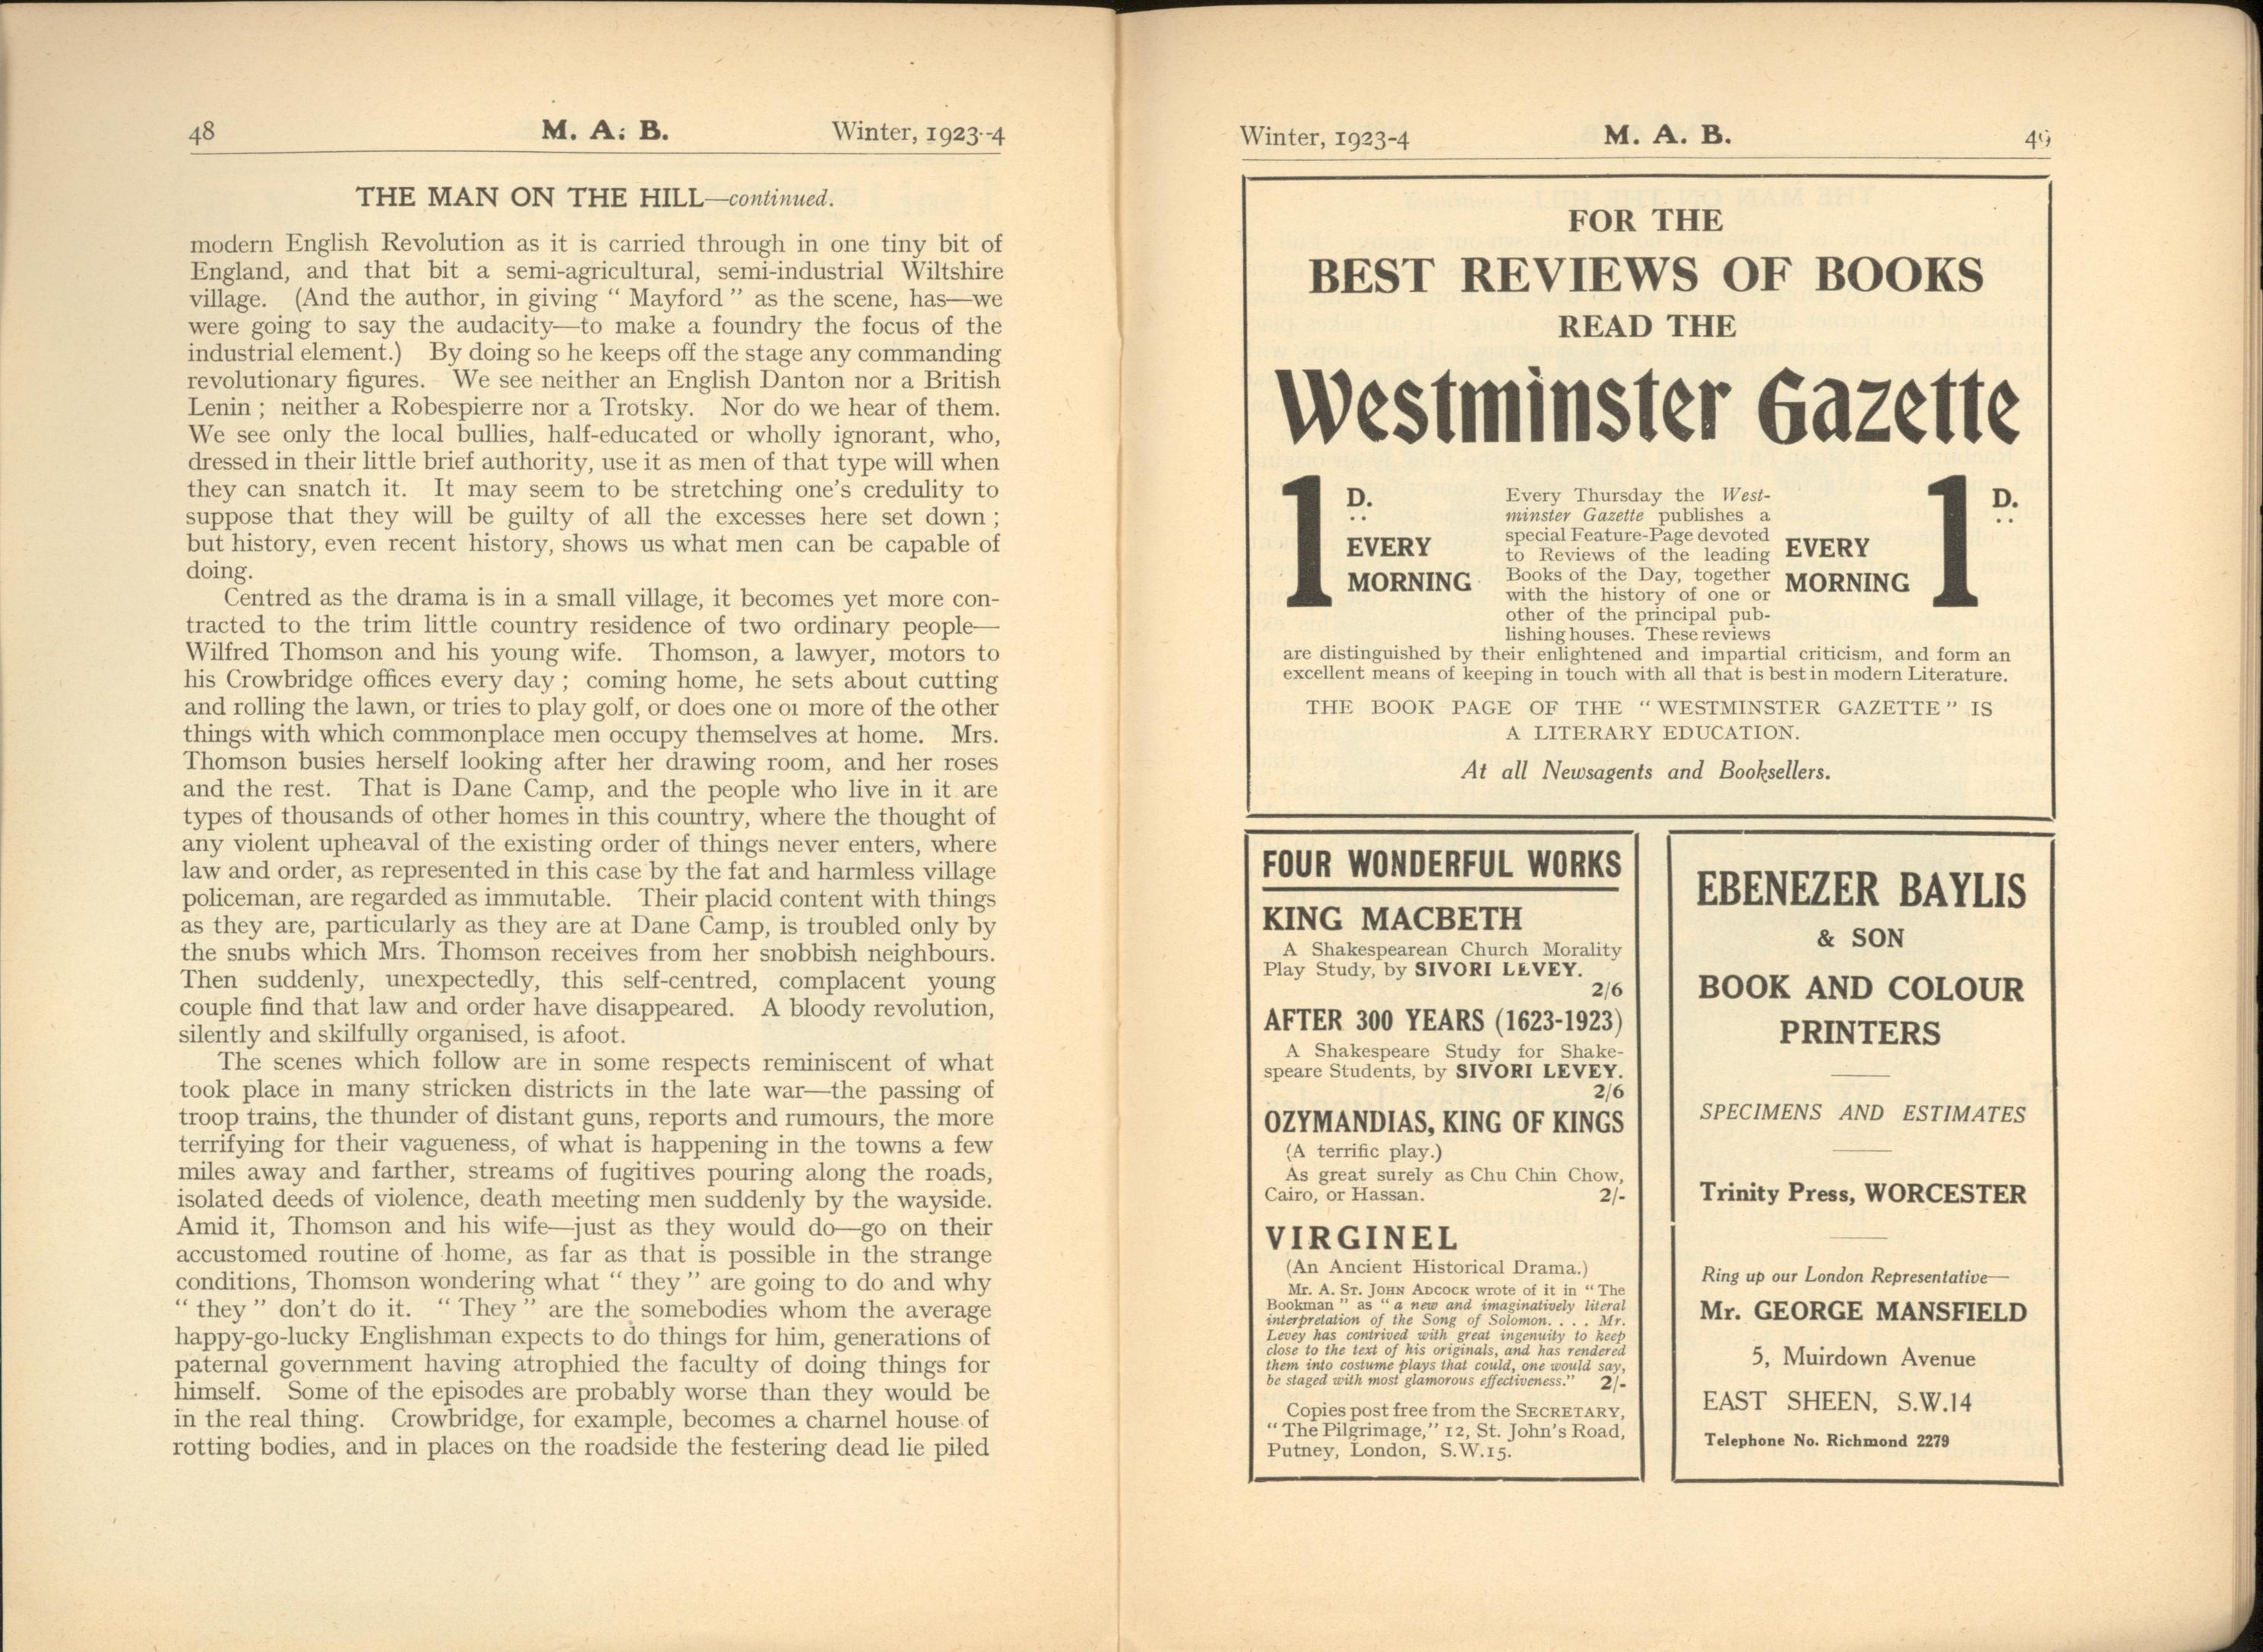 48 M. A. B. Winter, 1923-4
THE MAN ON THE HILL—continued.
modern English Revolution as it is carried through in one tiny bit of
England, and that bit a semi-agricultural, semi-industrial Wiltshire
village. (And the author, in giving “ Mayford ” as the scene, has—we
were going to say the audacity—to make a foundry the focus of the
industrial element.) By doing so he keeps off the stage any commanding
revolutionary figures. We see neither an English Danton nor a British
Lenin ; neither a Robespierre nor a Trotsky. Nor do we hear of them.
We see only the local bullies, half-educated or wholly ignorant, who,
dressed in their little brief authority, use it as men of that type will when
they can snatch it. It may seem to be stretching one's credulity to
suppose that they will be guilty of all the excesses here set down ;
but history, even recent history, shows us what men can be capable of
doing.
Centred as the drama is in a small village, it becomes yet more con-
tracted to the trim little country residence of two ordinary people—
Wilfred Thomson and his young wife. Thomson, a lawyer, motors to
his Crowbridge offices every day ; coming home, he sets about cutting
and rolling the lawn, or tries to play golf, or does one or more of the other
things with which commonplace men occupy themselves at home. Mrs.
Thomson busies herself looking after her drawing room, and her roses
and the rest. That is Dane Camp, and the people who live in it are
types of thousands of other homes in this country, where the thought of
any violent upheaval of the existing order of things never enters, where
law and order, as represented in this case by the fat and harmless village
policeman, are regarded as immutable. Their placid content with things
as they are, particularly as they are at Dane Camp, is troubled only by
the snubs which Mrs. Thomson receives from her snobbish neighbours.
Then suddenly, unexpectedly, this self-centred, complacent young
couple find that law and order have disappeared. A bloody revolution,
silently and skilfully organised, is afoot.
The scenes which follow are in some respects reminiscent of what
took place in many stricken districts in the late war—the passing of
troop trains, the thunder of distant guns, reports and rumours, the more
terrifying for their vagueness, of what is happening in the towns a few
miles away and farther, streams of fugitives pouring along the roads,
isolated deeds of violence, death meeting men suddenly by the wayside.
Amid it, Thomson and his wife—just as they would do—go on their
accustomed routine of home, as far as that is possible in the strange
conditions, Thomson wondering what “ they ” are going to do and why
“ they ” don't do it. “ They ” are the somebodies whom the average
happy-go-lucky Englishman expects to do things for him, generations of
paternal government having atrophied the faculty of doing things for
himself. Some of the episodes are probably worse than they would be
in the real thing. Crowbridge, for example, becomes a charnel house of
rotting bodies, and in places on the roadside the festering dead lie piled
Winter, 1923-4 M. A. B. 49
FOR THE
BEST REVIEWS OF BOOKS
READ THE
Westminster Gazette
1 D.
EVERY
MORNING
Every Thursday the West-
minster Gazette publishes a
special Feature-Page devoted
to Reviews of the leading
Books of the Day, together
with the history of one or
other of the principal pub-
lishing houses. These reviews
EVERY
MORNING
1 D.
are distinguished by their enlightened and impartial criticism, and form an
excellent means of keeping in touch with all that is best in modern Literature.
THE BOOK PAGE OF THE “ WESTMINSTER GAZETTE ” IS
A LITERARY EDUCATION.
At all Newsagents and Booksellers.
FOUR WONDERFUL WORKS
KING MACBETH
A Shakespearean Church Morality
Play Study, by SIVORI LEVEY.
2/6
AFTER 300 YEARS (1623-1923)
A Shakespeare Study for Shake-
speare Students, by SIVORI LEVEY.
2/6
OZYMANDIAS, KING OF KINGS
(A terrific play.)
As great surely as Chu Chin Chow,
Cairo, or Hassan. 2/-
VIRGINEL
(An Ancient Historical Drama.)
Mr. A. ST. JOHN ADCOCK wrote of it in “ The
Bookman ” as “ a new and imaginatively literal
interpretation of the Song of Solomon. . . . Mr.
Levey has contrived with great ingenuity to keep
close to the text of his originals, and has rendered
them into costume plays that could, one would say,
be staged with most glamorous effectiveness.” 2/-
Copies post free from the SECRETARY,
“ The Pilgrimage,” 12, St. John's Road,
Putney, London, S.W.15.
EBENEZER BAYLIS
& SON
BOOK AND COLOUR
PRINTERS
SPECIMENS AND ESTIMATES
Trinity Press, WORCESTER
Ring up our London Representative—
Mr. GEORGE MANSFIELD
5, Muirdown Avenue
EAST SHEEN, S.W.14
Telephone No. Richmond 2279